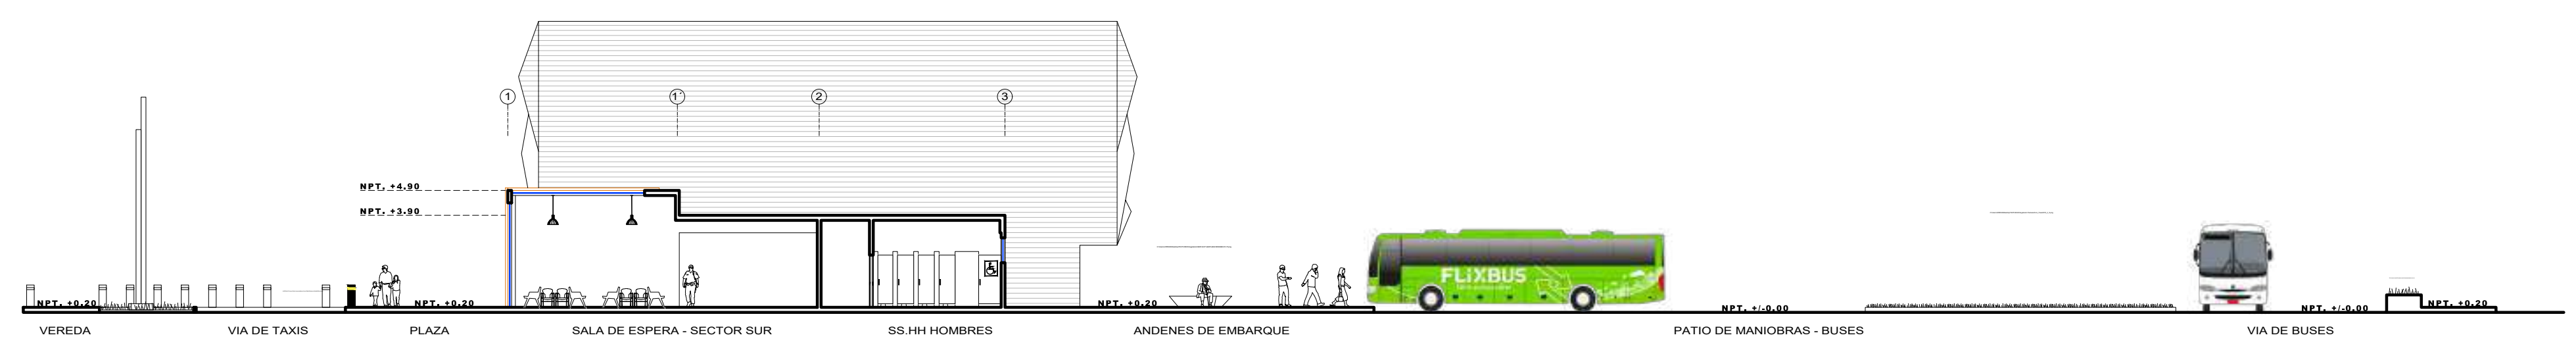 1
1´
2
3
NPT. +4.90
NPT. +3.90
FLiXBUS
NPT. +0.20
NPT. +0.20
NPT. +0.20
NPT. +/-0.00
NPT. +/-0.00
NPT. +0.20
VEREDA
VIA DE TAXIS
PLAZA
SALA DE ESPERA - SECTOR SUR
SS.HH HOMBRES
ANDENES DE EMBARQUE
PATIO DE MANIOBRAS - BUSES
VIA DE BUSES